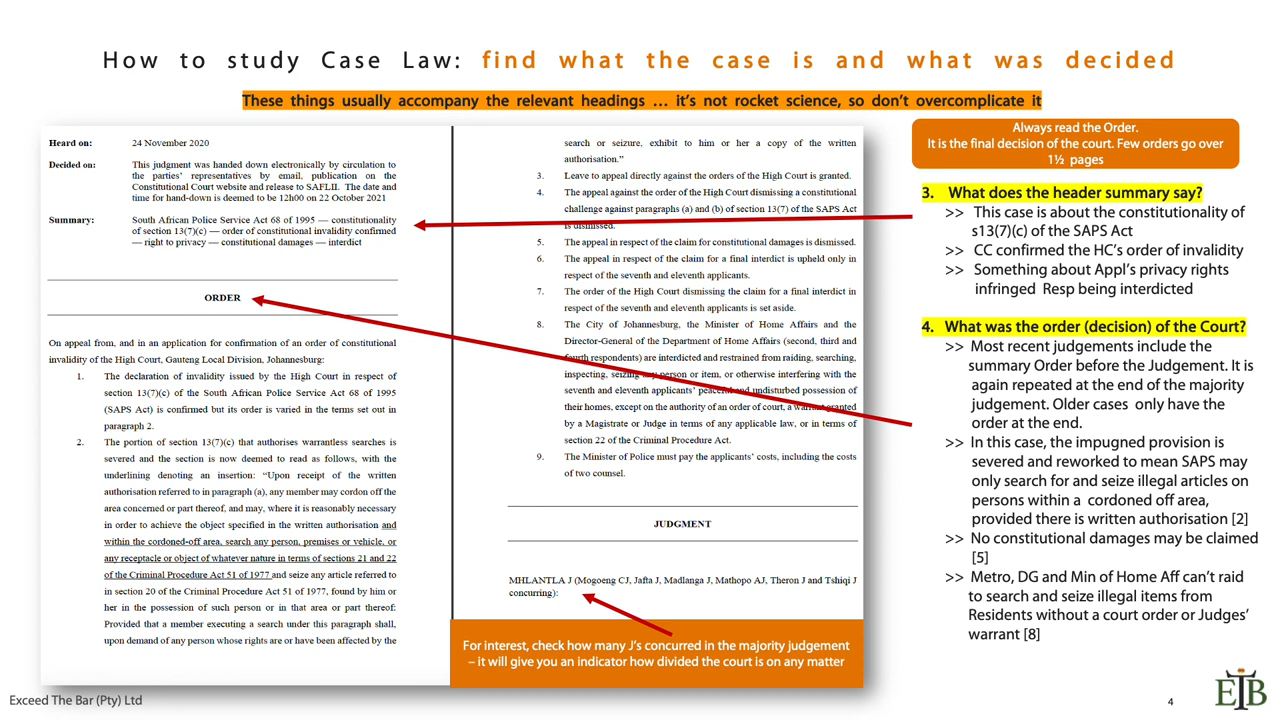 How to study Case Law: find what the case is and what was decided
These things usually accompany the relevant headings … it's not rocket science, so don't overcomplicate it
Heard on: 24 November 2020
Decided on: This judgment was handed down electronically by circulation to
the parties' representatives by email, publication on the
Constitutional Court website and release to SAFLII. The date and
time for hand-down is deemed to be 12h00 on 22 October 2021
Summary: South African Police Service Act 68 of 1995 — constitutionality
of section 13(7)(c) — order of constitutional invalidity confirmed
— right to privacy — constitutional damages — interdict
ORDER
On appeal from, and in an application for confirmation of an order of constitutional
invalidity of the High Court, Gauteng Local Division, Johannesburg:
1. The declaration of invalidity issued by the High Court in respect
of section 13(7)(c) of the South African Police Service Act 68 of 1995
(SAPS Act) is confirmed but its order is varied in the terms set out in
paragraph 2.
2. The portion of section 13(7)(c) that authorises warrantless searches is
severed and the section is now deemed to read as follows, with the
underlining denoting an insertion: “Upon receipt of the written
authorisation referred to in paragraph (a), any member may cordon off the
area concerned or part thereof, and may, where it is reasonably necessary
in order to achieve the object specified in the written authorisation and
within the cordoned-off area, search any person, premises or vehicle, or
any receptacle or object of whatever nature in terms of sections 21 and 22
of the Criminal Procedure Act 51 of 1977 and seize any article referred to
in section 20 of the Criminal Procedure Act 51 of 1977, found by him or
her in the possession of such person or in that area or part thereof:
Provided that a member executing a search under this paragraph shall,
upon demand of any person whose rights are or have been affected by the
search or seizure, exhibit to him or her a copy of the written
authorisation.”
3. Leave to appeal directly against the orders of the High Court is granted.
4. The appeal against the order of the High Court dismissing a constitutional
challenge against paragraphs (a) and (b) of section 13(7) of the SAPS Act
is dismissed.
5. The appeal in respect of the claim for constitutional damages is dismissed.
6. The appeal in respect of the claim for a final interdict is upheld only in
respect of the seventh and eleventh applicants.
7. The order of the High Court dismissing the claim for a final interdict in
respect of the seventh and eleventh applicants is set aside.
8. The City of Johannesburg, the Minister of Home Affairs and the
Director-General of the Department of Home Affairs (second, third and
fourth respondents) are interdicted and restrained from raiding, searching,
inspecting, seizing any person or item, or otherwise interfering with the
seventh and eleventh applicants' peaceful and undisturbed possession of
their homes, except on the authority of an order of court, a warrant granted
by a Magistrate or Judge in terms of any applicable law, or in terms of
section 22 of the Criminal Procedure Act.
9. The Minister of Police must pay the applicants' costs, including the costs
of two counsel.
JUDGMENT
MHLANTLA J (Mogoeng CJ, Jafta J, Madlanga J, Mathopo AJ, Theron J and Tshiqi J
concurring):
For interest, check how many J's concurred in the majority judgement
– it will give you an indicator how divided the court is on any matter
Always read the Order.
It is the final decision of the court. Few orders go over
1½ pages
3. What does the header summary say?
>> This case is about the constitutionality of
s13(7)(c) of the SAPS Act
>> CC confirmed the HC's order of invalidity
>> Something about Appl's privacy rights
infringed Resp being interdicted
4. What was the order (decision) of the Court?
>> Most recent judgements include the
summary Order before the Judgement. It is
again repeated at the end of the majority
judgement. Older cases only have the
order at the end.
>> In this case, the impugned provision is
severed and reworked to mean SAPS may
only search for and seize illegal articles on
persons within a cordoned off area,
provided there is written authorisation [2]
>> No constitutional damages may be claimed
[5]
>> Metro, DG and Min of Home Aff can't raid
to search and seize illegal items from
Residents without a court order or Judges'
warrant [8]
Exceed The Bar (Pty) Ltd
4
ETB